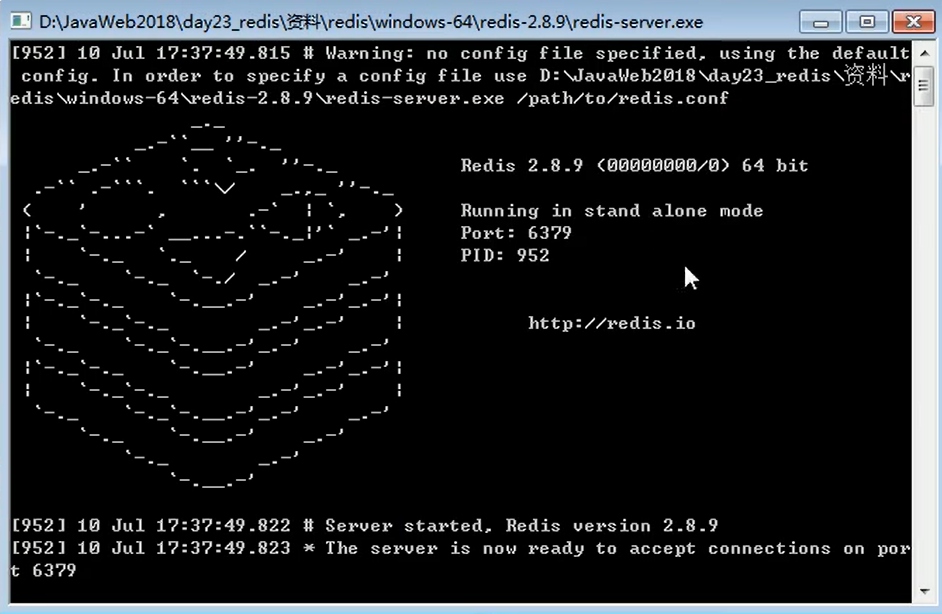 D:\JavaWeb2018\day23_redis\资料\redis\windows-64\redis-2.8.9\redis-server.exe
[952] 10 Jul 17:37:49.815 # Warning: no config file specified, using the default
 config. In order to specify a config file use D:\JavaWeb2018\day23_redis\资料\r
edis\windows-64\redis-2.8.9\redis-server.exe /path/to/redis.conf
Redis 2.8.9 (00000000/0) 64 bit
Running in stand alone mode
Port: 6379
PID: 952
http://redis.io
[952] 10 Jul 17:37:49.822 # Server started, Redis version 2.8.9
[952] 10 Jul 17:37:49.823 * The server is now ready to accept connections on por
t 6379